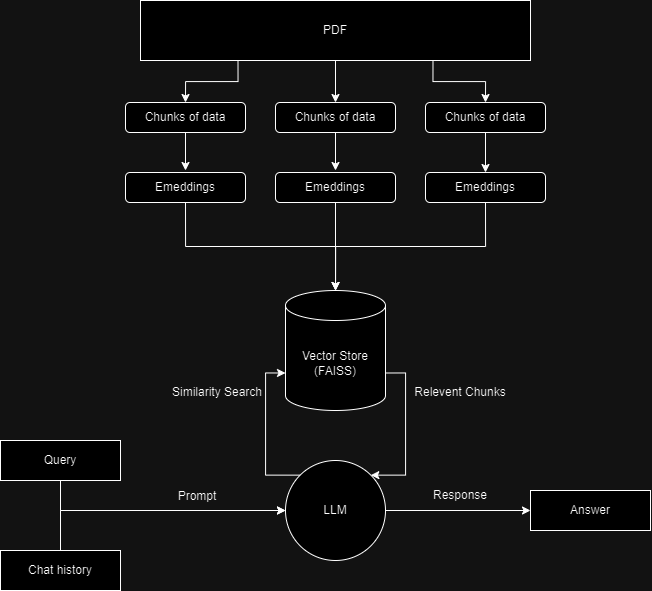 PDF
Chunks of data
Chunks of data
Chunks of data
Emeddings
Emeddings
Emeddings
Vector Store
(FAISS)
Similarity Search
Relevent Chunks
Query
Prompt
LLM
Response
Answer
Chat history